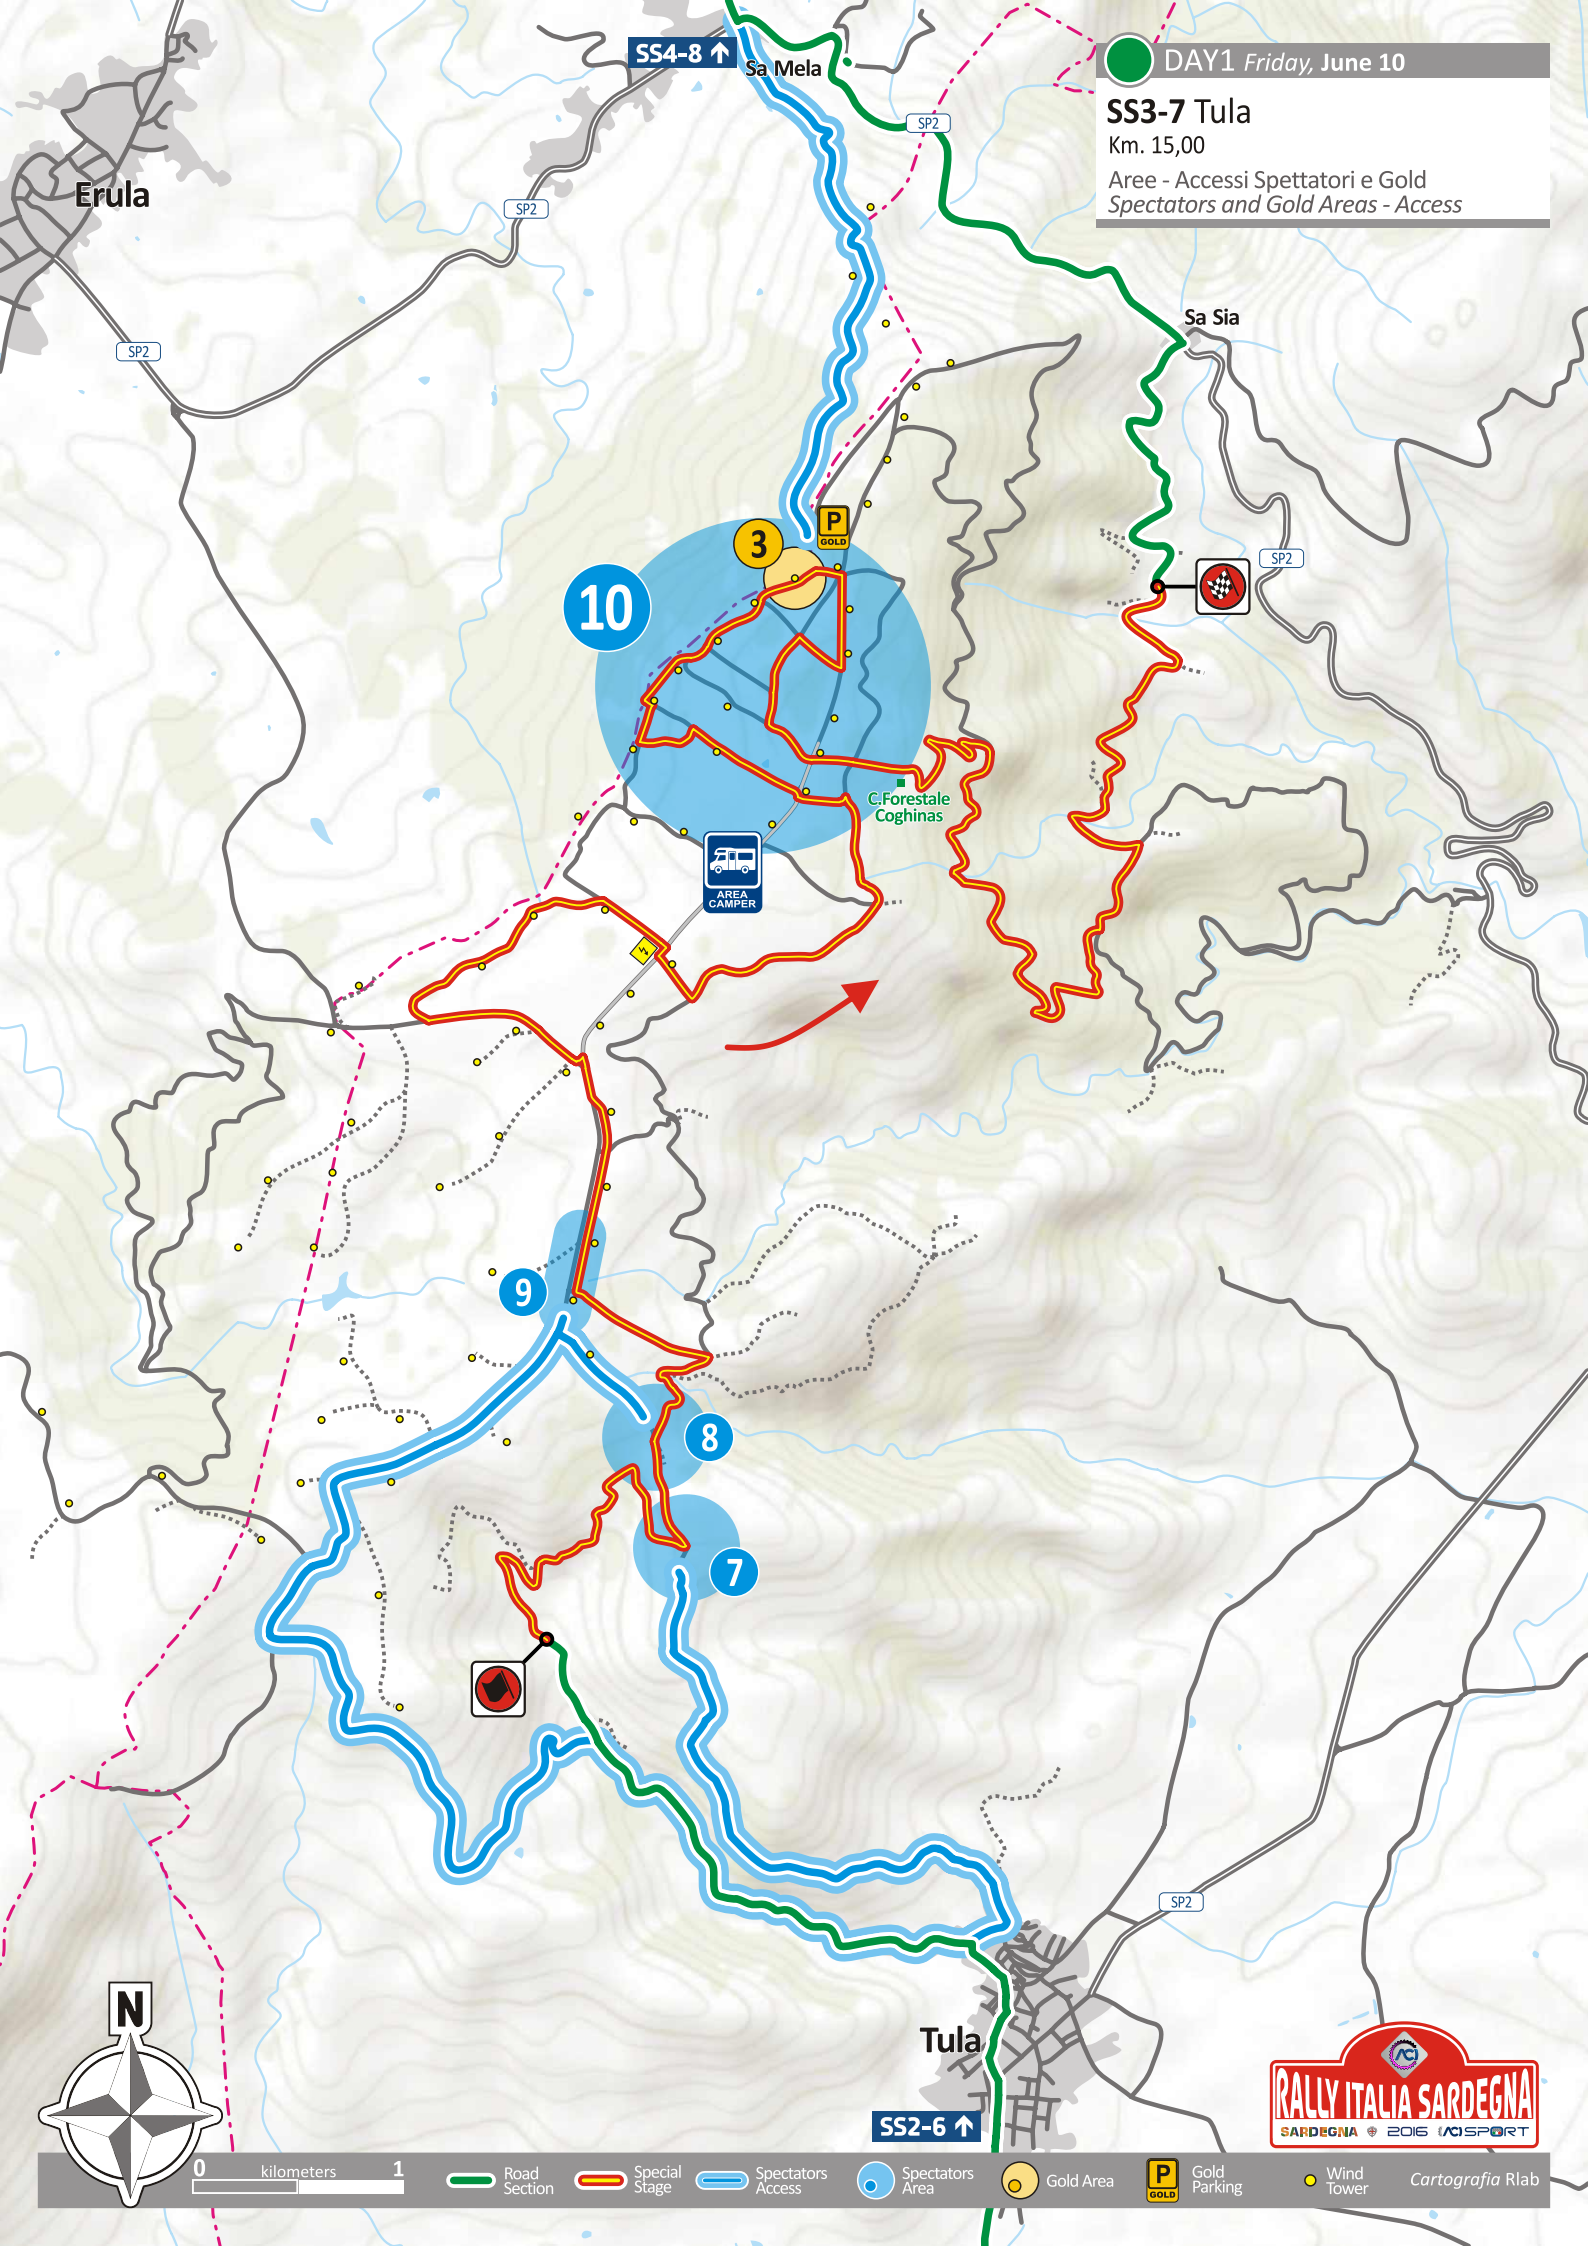 SS4-8
Sa Mela
DAY1 Friday, June 10
SS3-7 Tula
Km. 15,00
Aree - Accessi Spettatori e Gold
Spectators and Gold Areas - Access
SP2
Erula
SP2
SP2
Sa Sia
3
P
GOLD
SP2
10
C.Forestale
Coghinas
AREA
CAMPER
9
8
7
SP2
N
Tula
SS2-6
ACI
RALLY ITALIA SARDEGNA
SARDEGNA 2016 ACI SPORT
0 kilometers 1
Road
Section
Special
Stage
Spectators
Access
Spectators
Area
Gold Area
P
GOLD
Gold
Parking
Wind
Tower
Cartografia Rlab